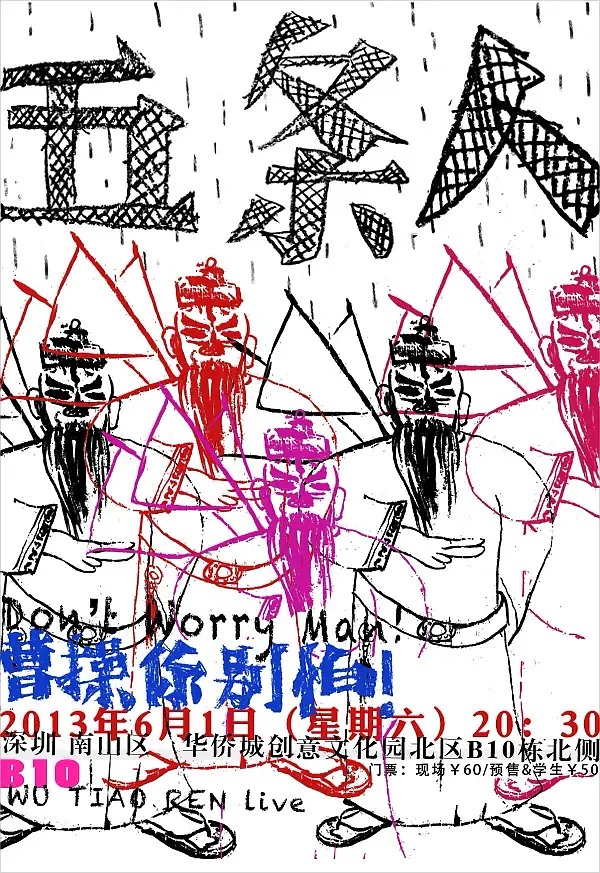 五条人
Don't Worry Man!
曹操你别怕!
2013年6月1日（星期六）20：30
深圳 南山区 华侨城创意文化园北区B10栋北侧
B10
门票：现场￥60/预售&学生￥50
WU TIAO REN live